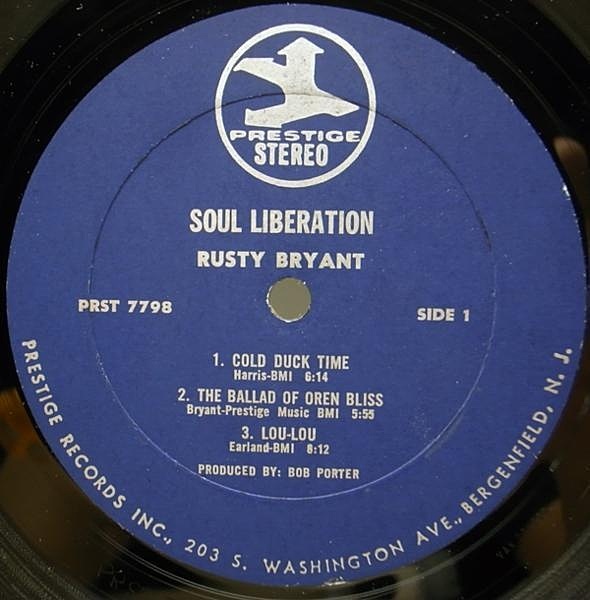 PRESTIGE
STEREO
SOUL LIBERATION
RUSTY BRYANT
PRST 7798
SIDE 1
1. COLD DUCK TIME
Harris-BMI 6:14
2. THE BALLAD OF OREN BLISS
Bryant-Prestige Music BMI 5:55
3. LOU-LOU
Earland-BMI 8:12
PRODUCED BY: BOB PORTER
PRESTIGE RECORDS INC., 203 S. WASHINGTON AVE., BERGENFIELD, N. J.